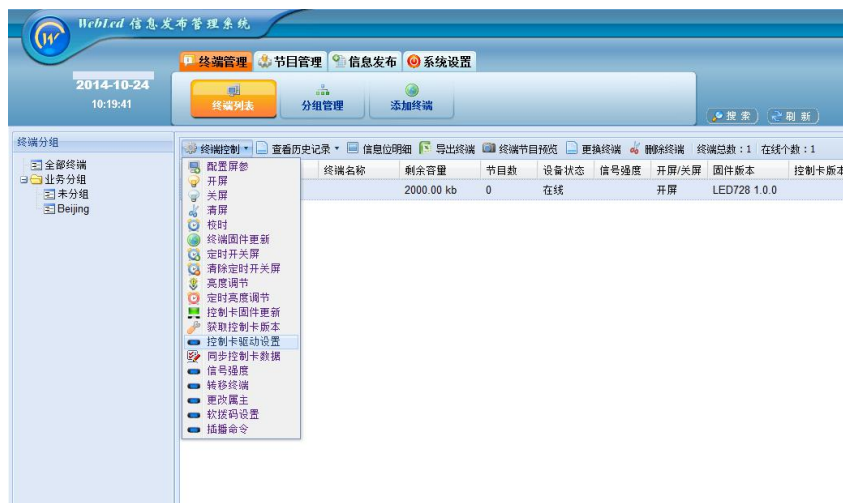 WebLed 信息发布管理系统
终端管理 节目管理 信息发布 系统设置
2014-10-24
10:19:41
终端列表 分组管理 添加终端
搜 索 刷 新
终端分组
全部终端
业务分组
未分组
Beijing
终端控制 查看历史记录 信息位明细 导出终端 终端节目预览 更换终端 删除终端 终端总数：1 在线个数：1
终端名称 剩余容量 节目数 设备状态 信号强度 开屏/关屏 固件版本 控制卡版本
2000.00 kb 0 在线 开屏 LED728 1.0.0
配置屏参
开屏
关屏
清屏
校时
终端固件更新
定时开关屏
清除定时开关屏
亮度调节
定时亮度调节
控制卡固件更新
获取控制卡版本
控制卡驱动设置
同步控制卡数据
信号强度
转移终端
更改属主
软拨码设置
插播命令